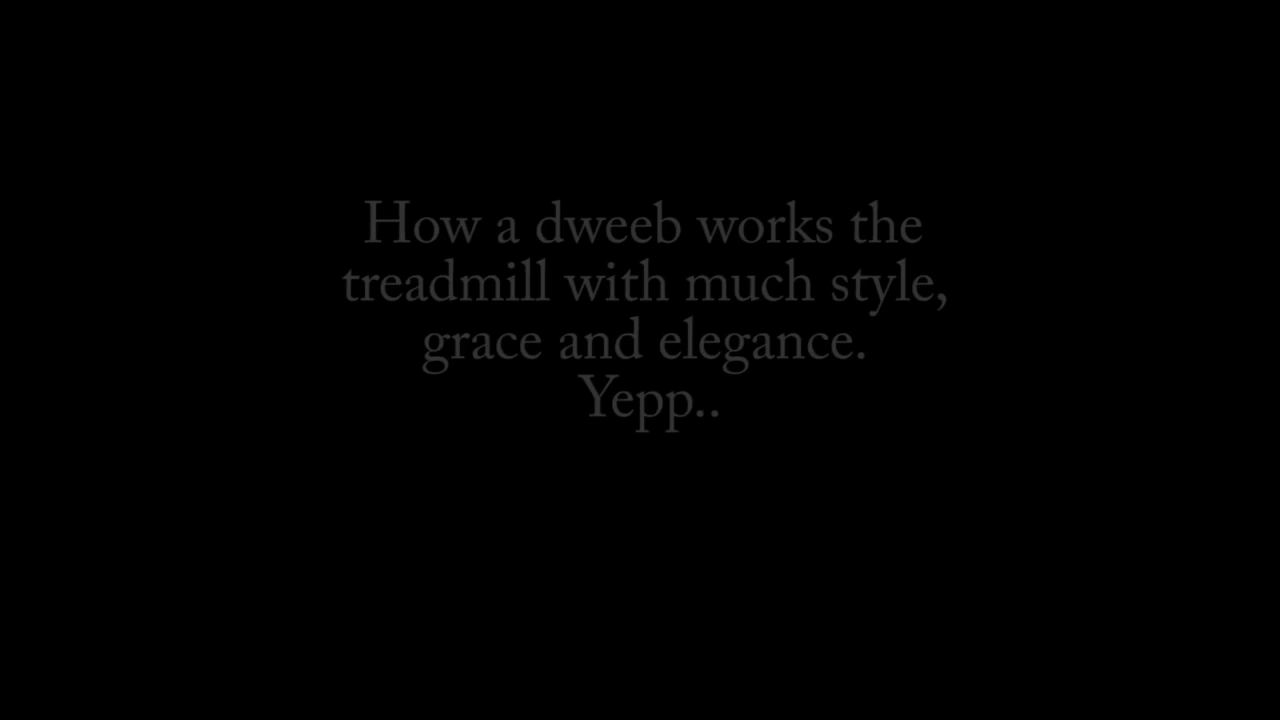 How a dweeb works the
treadmill with much style,
grace and elegance.
Yepp..